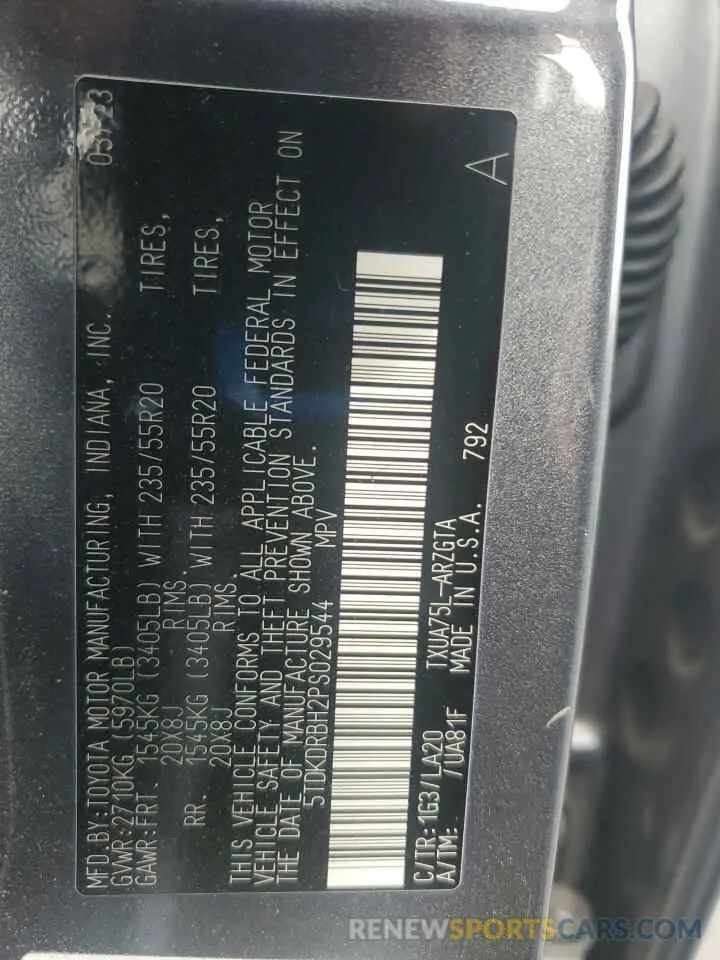 MFD.BY:TOYOTA MOTOR MANUFACTURING, INDIANA, INC.
GVWR:2710KG (5970LB)
GAWR:FRT. 1545KG (3405LB) WITH 235/55R20 TIRES,
20X8J RIMS.
RR. 1545KG (3405LB) WITH 235/55R20 TIRES,
20X8J RIMS.
THIS VEHICLE CONFORMS TO ALL APPLICABLE FEDERAL MOTOR
VEHICLE SAFETY AND THEFT PREVENTION STANDARDS IN EFFECT ON
THE DATE OF MANUFACTURE SHOWN ABOVE.
5TDKDRBH2PS029544 MPV
C/TR:1G3/LA20 TXUA75L-ARZGTA
A/TM: /UA81F MADE IN U.S.A. 792
A
RENEWSPORTSCARS.COM